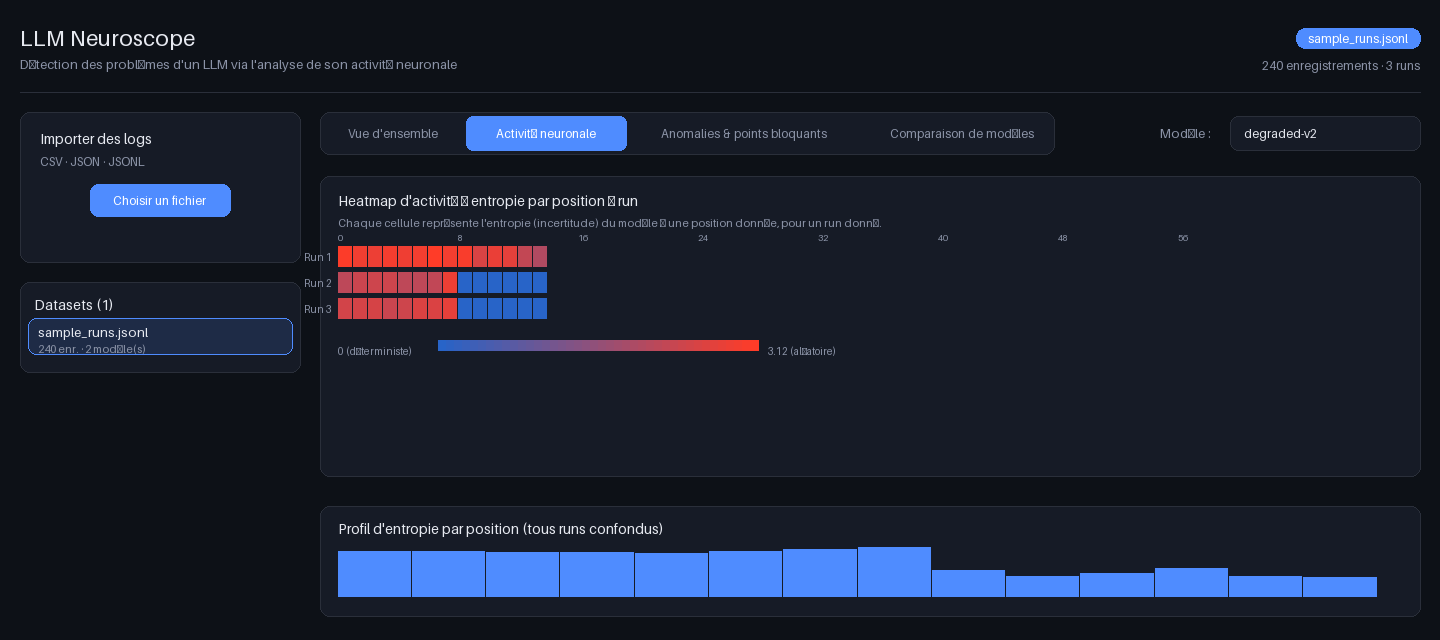 LLM Neuroscope
D□tection des probl□mes d'un LLM via l'analyse de son activit□ neuronale
sample_runs.jsonl
240 enregistrements · 3 runs
Importer des logs
CSV · JSON · JSONL
Choisir un fichier
Datasets (1)
sample_runs.jsonl
240 enr. · 2 mod□le(s)
Vue d'ensemble
Activit□ neuronale
Anomalies & points bloquants
Comparaison de mod□les
Mod□le :
degraded-v2
Heatmap d'activit□ □ entropie par position □ run
Chaque cellule repr□sente l'entropie (incertitude) du mod□le □ une position donn□e, pour un run donn□.
0 8 16 24 32 40 48 56
Run 1
Run 2
Run 3
0 (d□terministe)
3.12 (al□atoire)
Profil d'entropie par position (tous runs confondus)